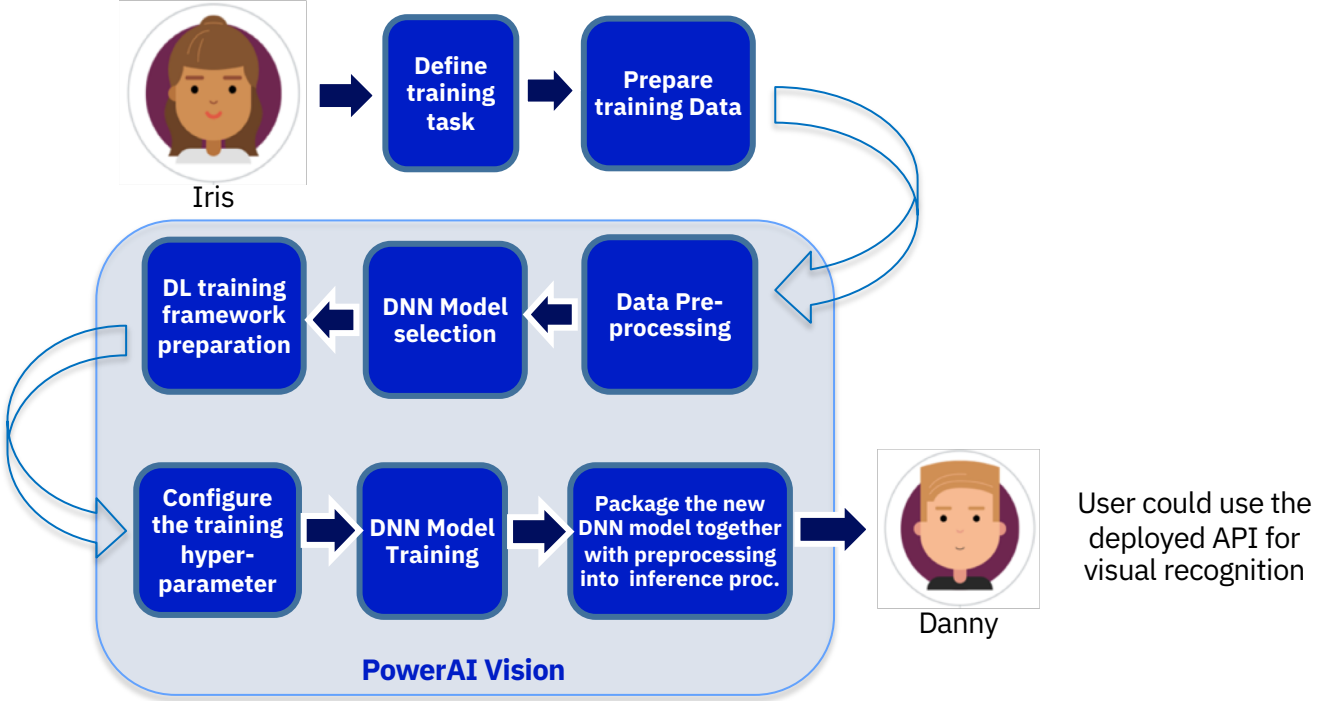 Define
training
task
Prepare
training Data
Iris
DL training
framework
preparation
DNN Model
selection
Data Pre-
processing
Configure
the training
hyper-
parameter
DNN Model
Training
Package the new
DNN model together
with preprocessing
into inference proc.
User could use the
deployed API for
visual recognition
Danny
PowerAI Vision